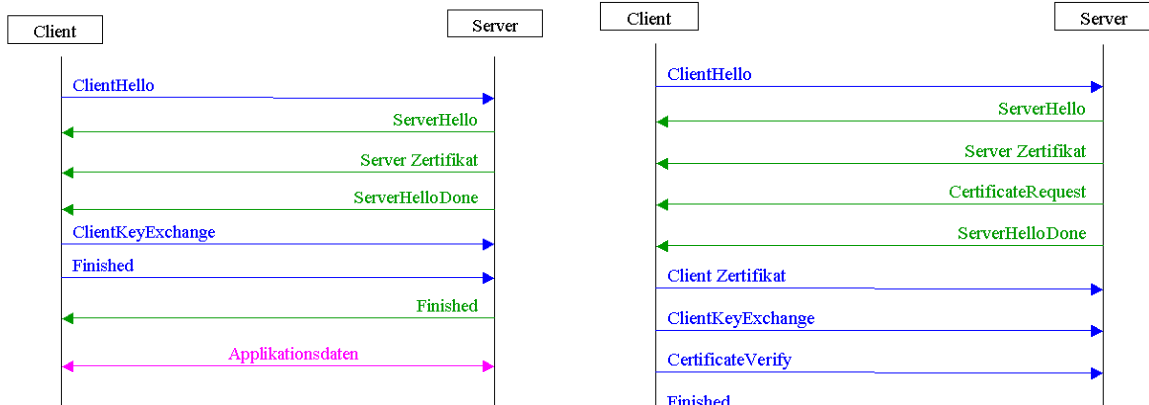 Client
Server
ClientHello
ServerHello
Server Zertifikat
ServerHelloDone
ClientKeyExchange
Finished
Finished
Applikationsdaten
Client
Server
ClientHello
ServerHello
Server Zertifikat
CertificateRequest
ServerHelloDone
Client Zertifikat
ClientKeyExchange
CertificateVerify
Finished